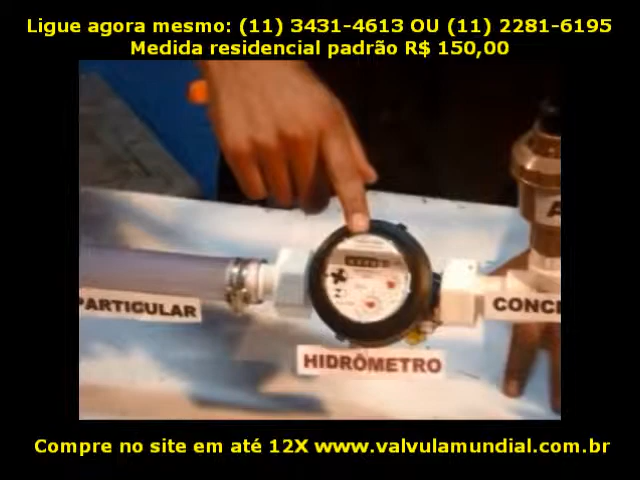 Ligue agora mesmo: (11) 3431-4613 OU (11) 2281-6195
Medida residencial padrão R$ 150,00
PARTICULAR
CONCE
HIDRÔMETRO
Compre no site em até 12X www.valvulamundial.com.br